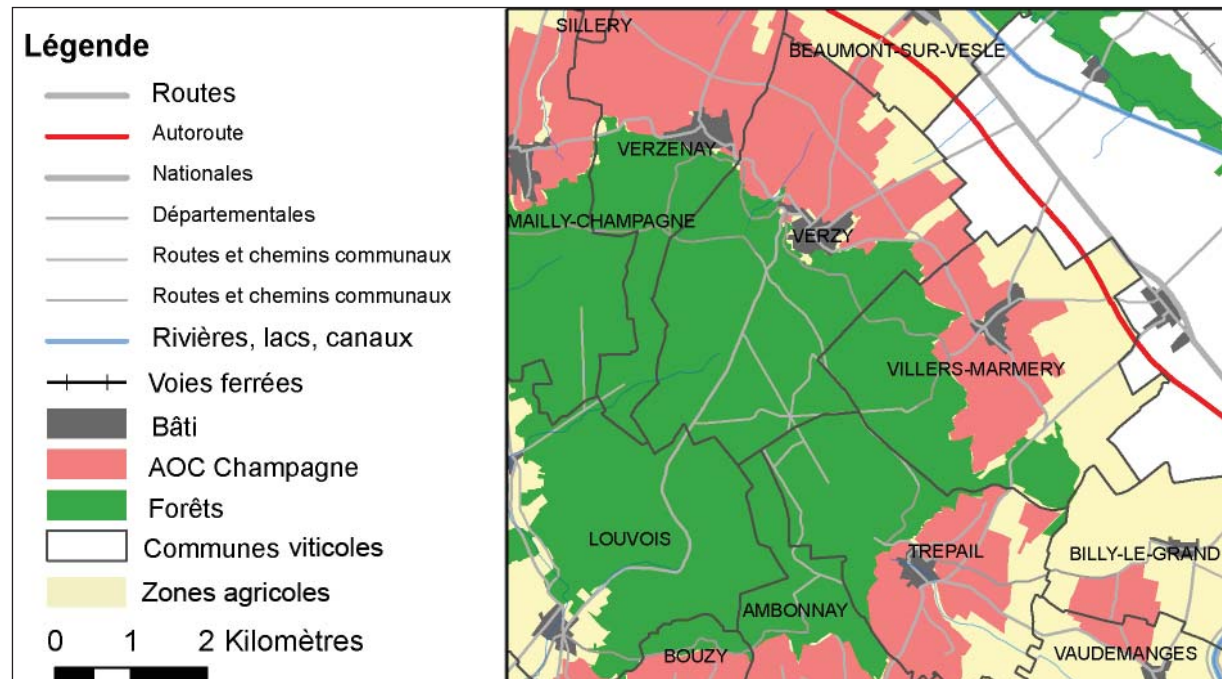 Légende
Routes
Autoroute
Nationales
Départementales
Routes et chemins communaux
Routes et chemins communaux
Rivières, lacs, canaux
Voies ferrées
Bâti
AOC Champagne
Forêts
Communes viticoles
Zones agricoles
0 1 2 Kilomètres
SILLERY
BEAUMONT-SUR-VESLE
VERZENAY
MAILLY-CHAMPAGNE
VERZY
VILLERS-MARMERY
LOUVOIS
TREPAIL
BILLY-LE-GRAND
AMBONNAY
BOUZY
VAUDEMANGES